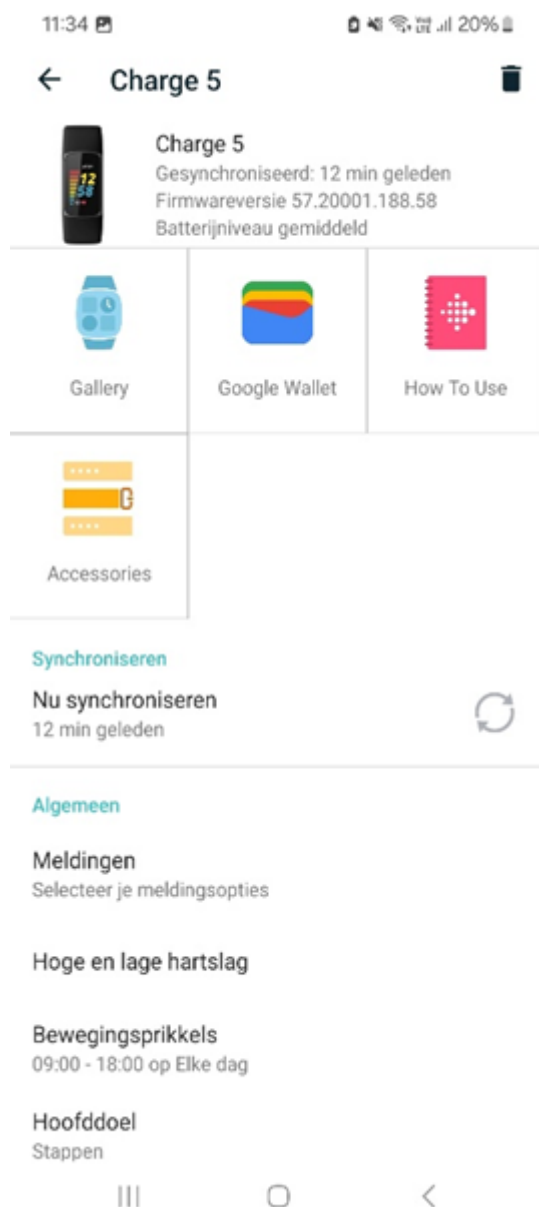 11:34
20%
Charge 5
Charge 5
Gesynchroniseerd: 12 min geleden
Firmwareversie 57.20001.188.58
Batterijniveau gemiddeld
Gallery
Google Wallet
How To Use
Accessories
Synchroniseren
Nu synchroniseren
12 min geleden
Algemeen
Meldingen
Selecteer je meldingsopties
Hoge en lage hartslag
Bewegingsprikkels
09:00 - 18:00 op Elke dag
Hoofddoel
Stappen